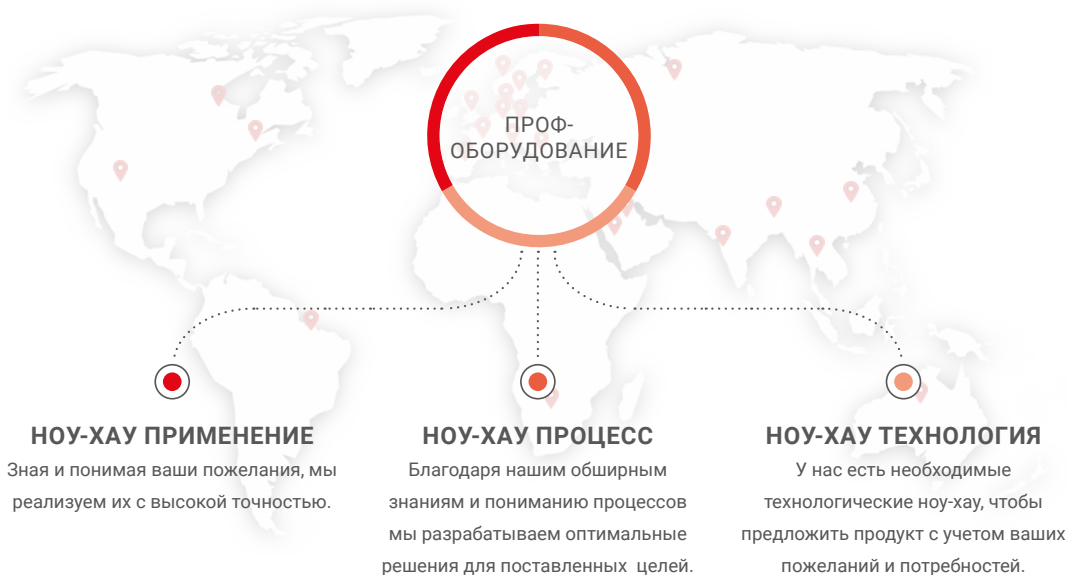 ПРОФ-
ОБОРУДОВАНИЕ
НОУ-ХАУ ПРИМЕНЕНИЕ
Зная и понимая ваши пожелания, мы
реализуем их с высокой точностью.
НОУ-ХАУ ПРОЦЕСС
Благодаря нашим обширным
знаниям и пониманию процессов
мы разрабатываем оптимальные
решения для поставленных целей.
НОУ-ХАУ ТЕХНОЛОГИЯ
У нас есть необходимые
технологические ноу-хау, чтобы
предложить продукт с учетом ваших
пожеланий и потребностей.